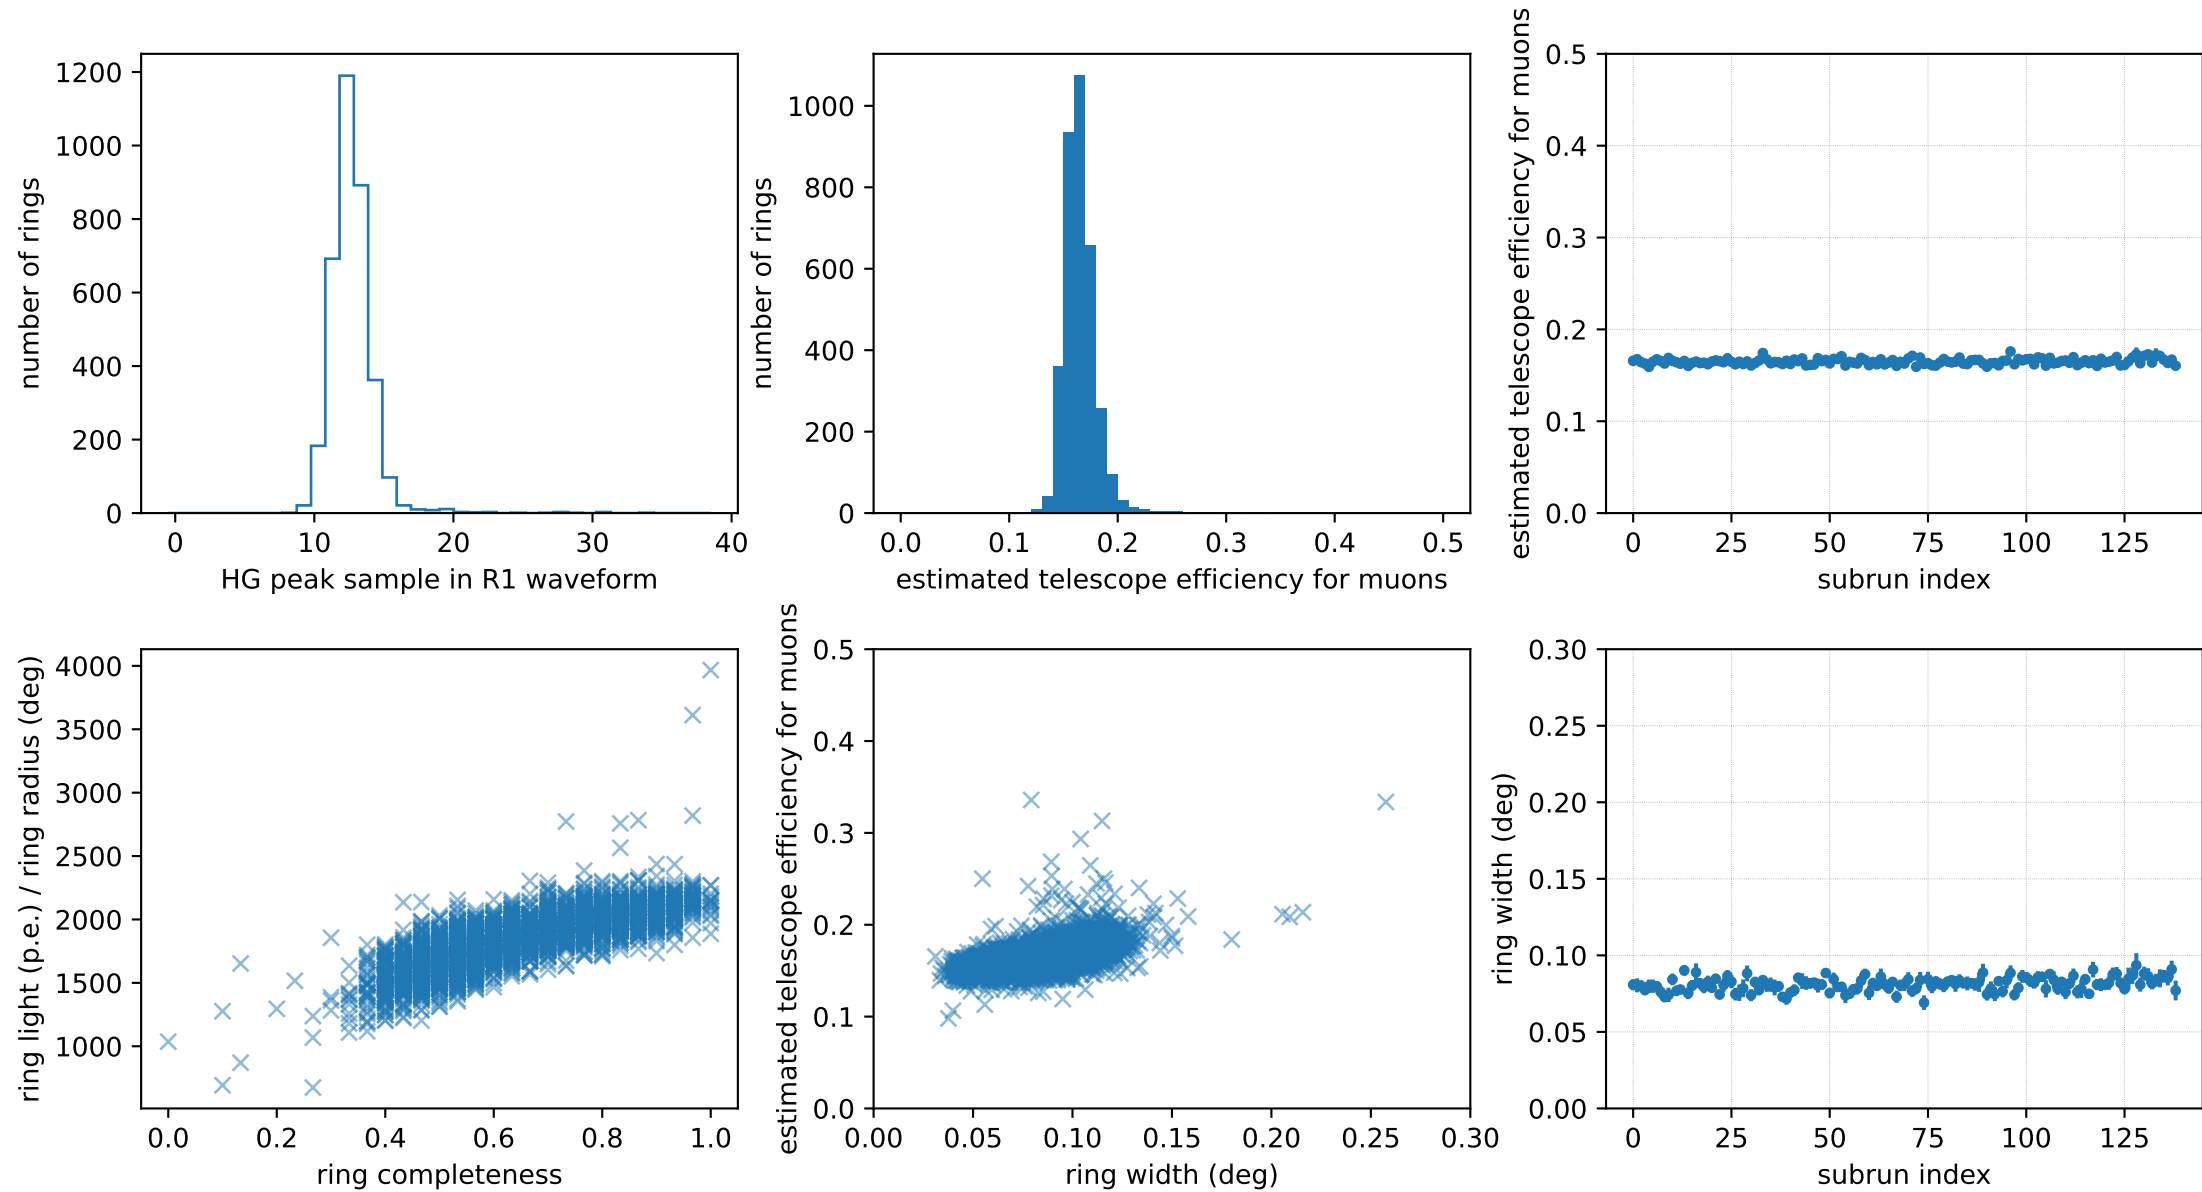 number of rings
1200
1000
800
600
400
200
0
0 10 20 30 40
HG peak sample in R1 waveform
number of rings
1000
800
600
400
200
0
0.0 0.1 0.2 0.3 0.4 0.5
estimated telescope efficiency for muons
estimated telescope efficiency for muons
0.5
0.4
0.3
0.2
0.1
0.0
0 25 50 75 100 125
subrun index
ring light (p.e.) / ring radius (deg)
4000
3500
3000
2500
2000
1500
1000
0.0 0.2 0.4 0.6 0.8 1.0
ring completeness
estimated telescope efficiency for muons
0.5
0.4
0.3
0.2
0.1
0.0
0.00 0.05 0.10 0.15 0.20 0.25 0.30
ring width (deg)
ring width (deg)
0.30
0.25
0.20
0.15
0.10
0.05
0.00
0 25 50 75 100 125
subrun index